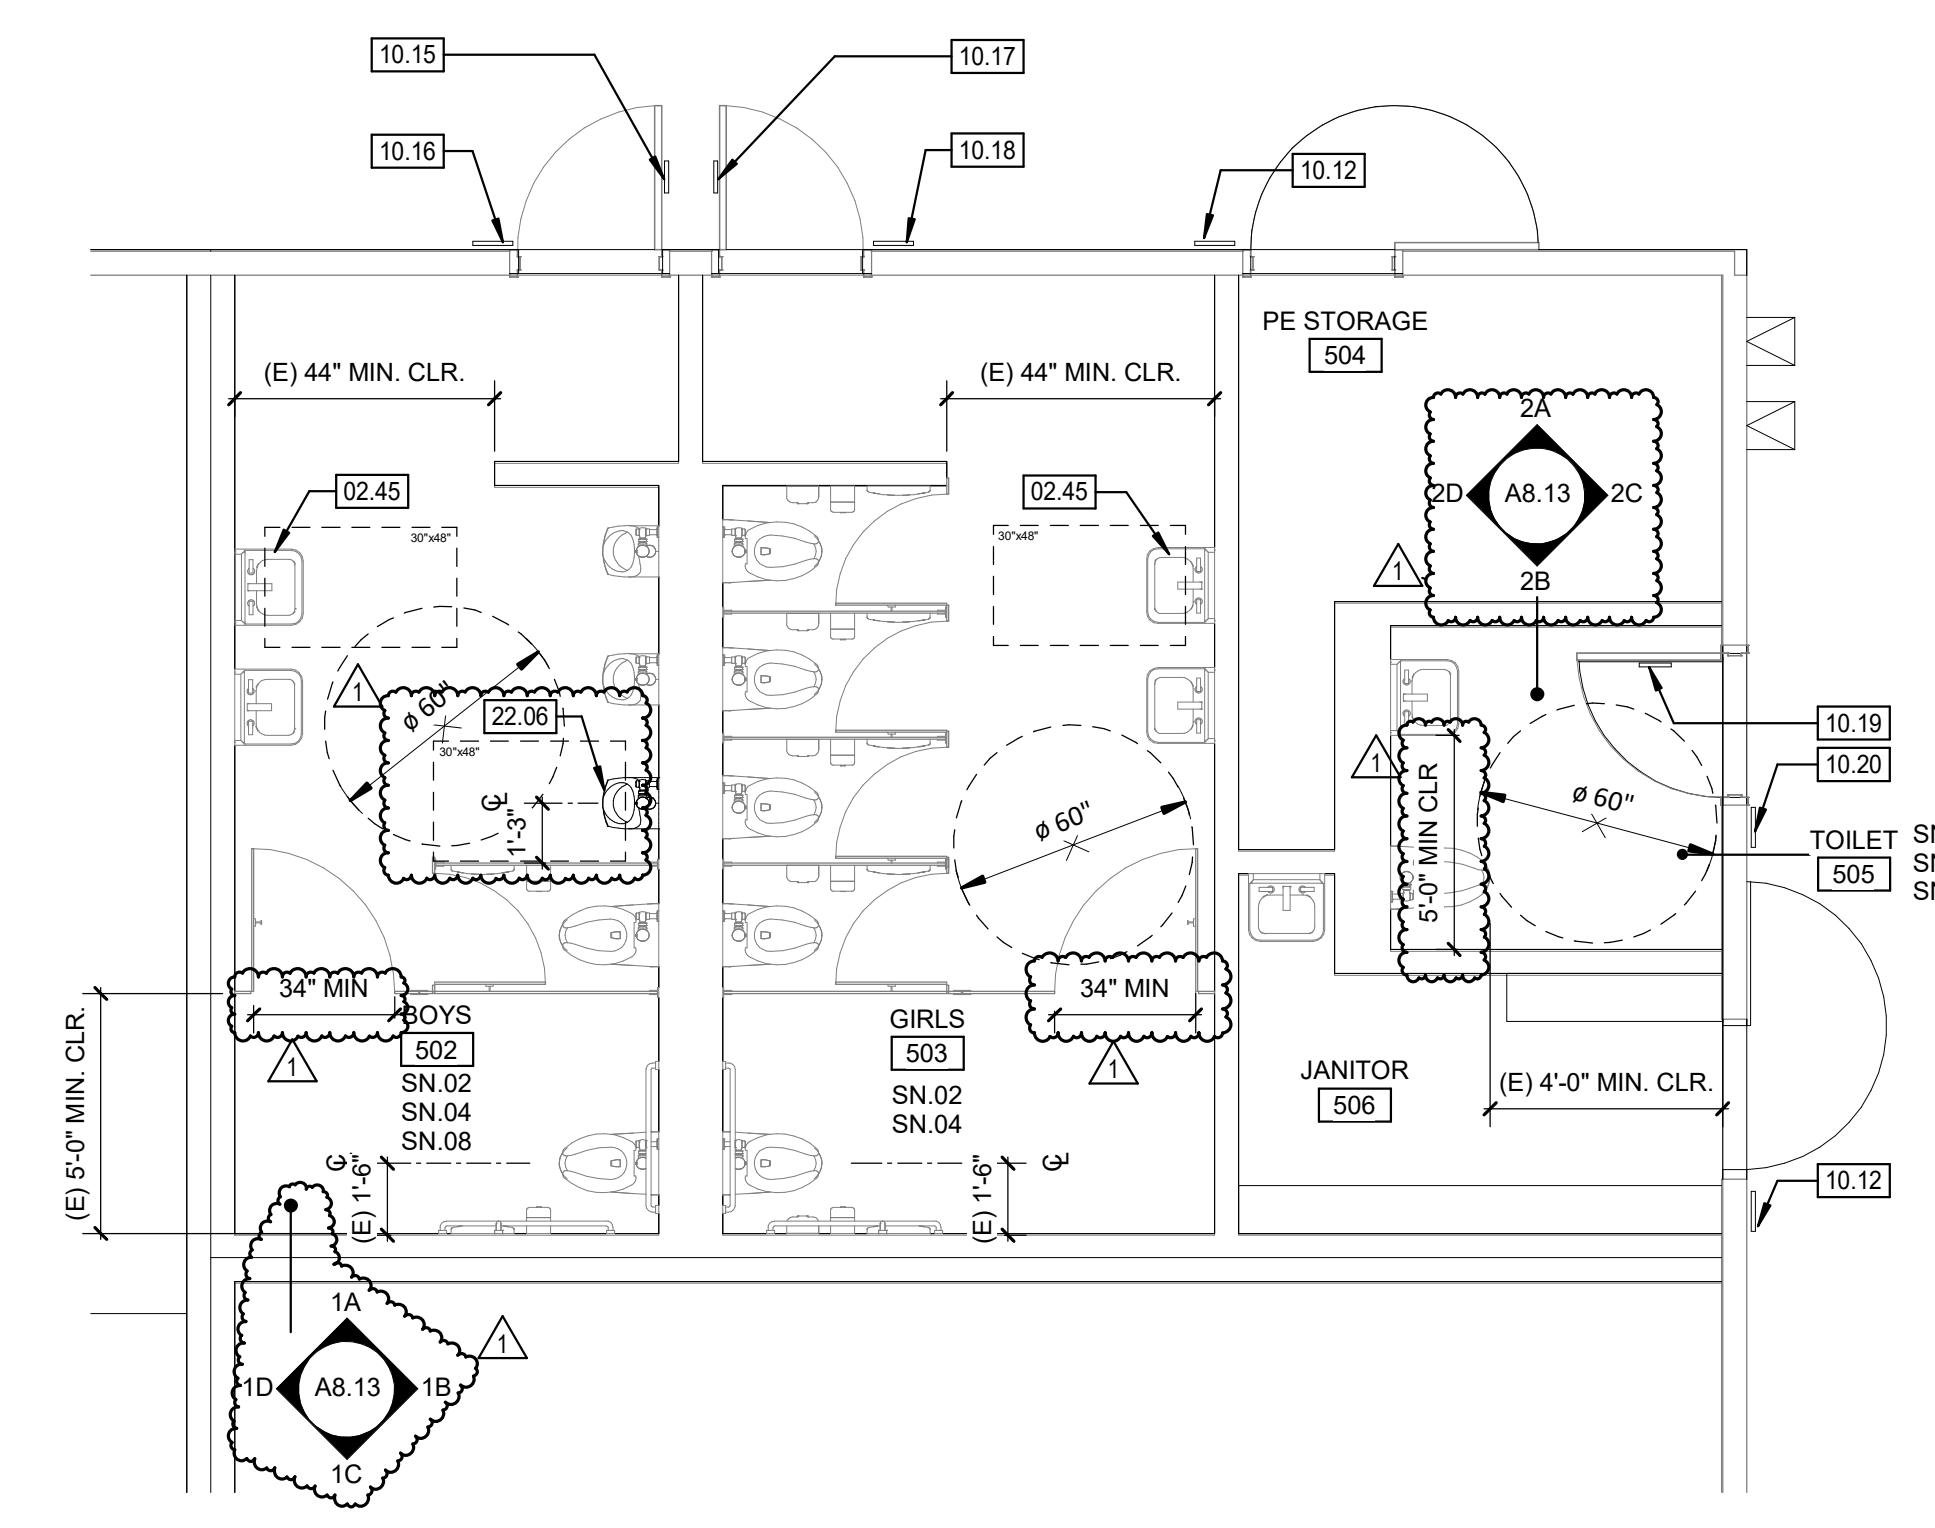 10.15
10.17
10.16
10.18
10.12
PE STORAGE
504
(E) 44" MIN. CLR.
(E) 44" MIN. CLR.
2A
2D
A8.13
2C
2B
02.45
02.45
30"x48"
30"x48"
1
1
ø 60"
22.06
30"x48"
℄
1'-3"
1
5'-0" MIN CLR
ø 60"
ø 60"
10.19
10.20
TOILET
505
SN
SN
SN
34" MIN
34" MIN
1
1
BOYS
502
SN.02
SN.04
SN.08
GIRLS
503
SN.02
SN.04
JANITOR
506
(E) 4'-0" MIN. CLR.
(E) 5'-0" MIN. CLR.
℄
(E) 1'-6"
(E) 1'-6"
℄
10.12
1A
1D
A8.13
1B
1C
1